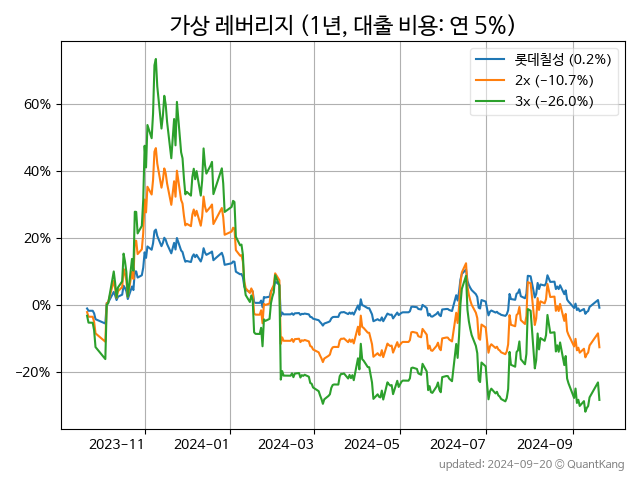 가상 레버리지 (1년, 대출 비용: 연 5%)
롯데칠성 (0.2%)
2x (−10.7%)
3x (−26.0%)
60%
40%
20%
0%
−20%
2023-11
2024-01
2024-03
2024-05
2024-07
2024-09
updated: 2024-09-20 © QuantKang